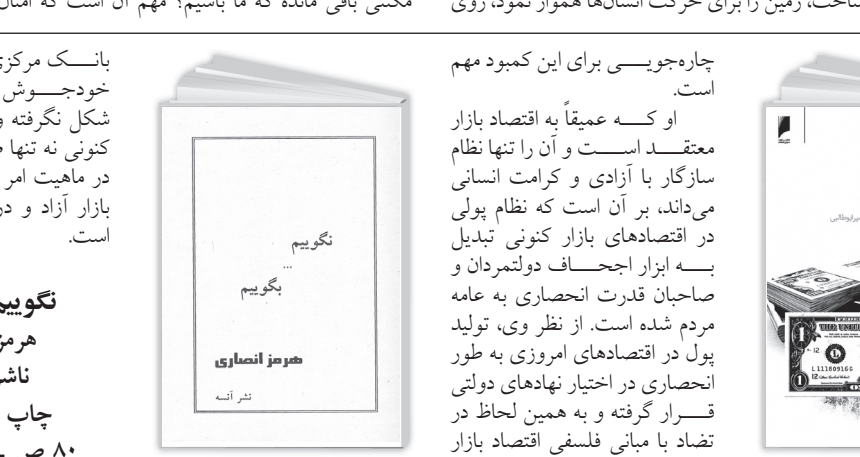 ساخت، زمین را برای حرکت انسان‌ها هموار نمود، روی
چاره‌جویی برای این کمبود مهم
است.
او که عمیقاً به اقتصاد بازار
معتقد است و آن را تنها نظام
سازگار با آزادی و کرامت انسانی
می‌داند، بر آن است که نظام پولی
در اقتصادهای بازار کنونی تبدیل
به ابزار اجحاف دولتمردان و
صاحبان قدرت انحصاری به عامه
مردم شده است. از نظر وی، تولید
پول در اقتصادهای امروزی به طور
انحصاری در اختیار نهادهای دولتی
قرار گرفته و به همین لحاظ در
تضاد با مبانی فلسفی اقتصاد بازار
L11180916G
12
مکتبی باقی مانده که ما باشیم؟ مهم آن است که امثال
نگوییم
...
بگوییم
هرمز انصاری
نشر آنسه
بانک مرکزی
خودجوش
شکل نگرفته و
کنونی نه تنها
در ماهیت امر
بازار آزاد و در
است.
نگوییم
هرمز
ناشر
چاپ
۸۰ ص